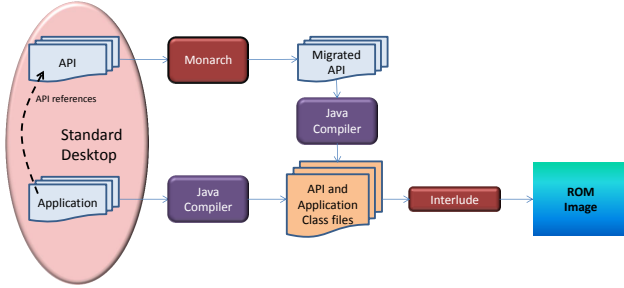 API
Monarch
Migrated
API
API references
Java
Compiler
Standard
Desktop
Application
Java
Compiler
API and
Application
Class files
Interlude
ROM
Image